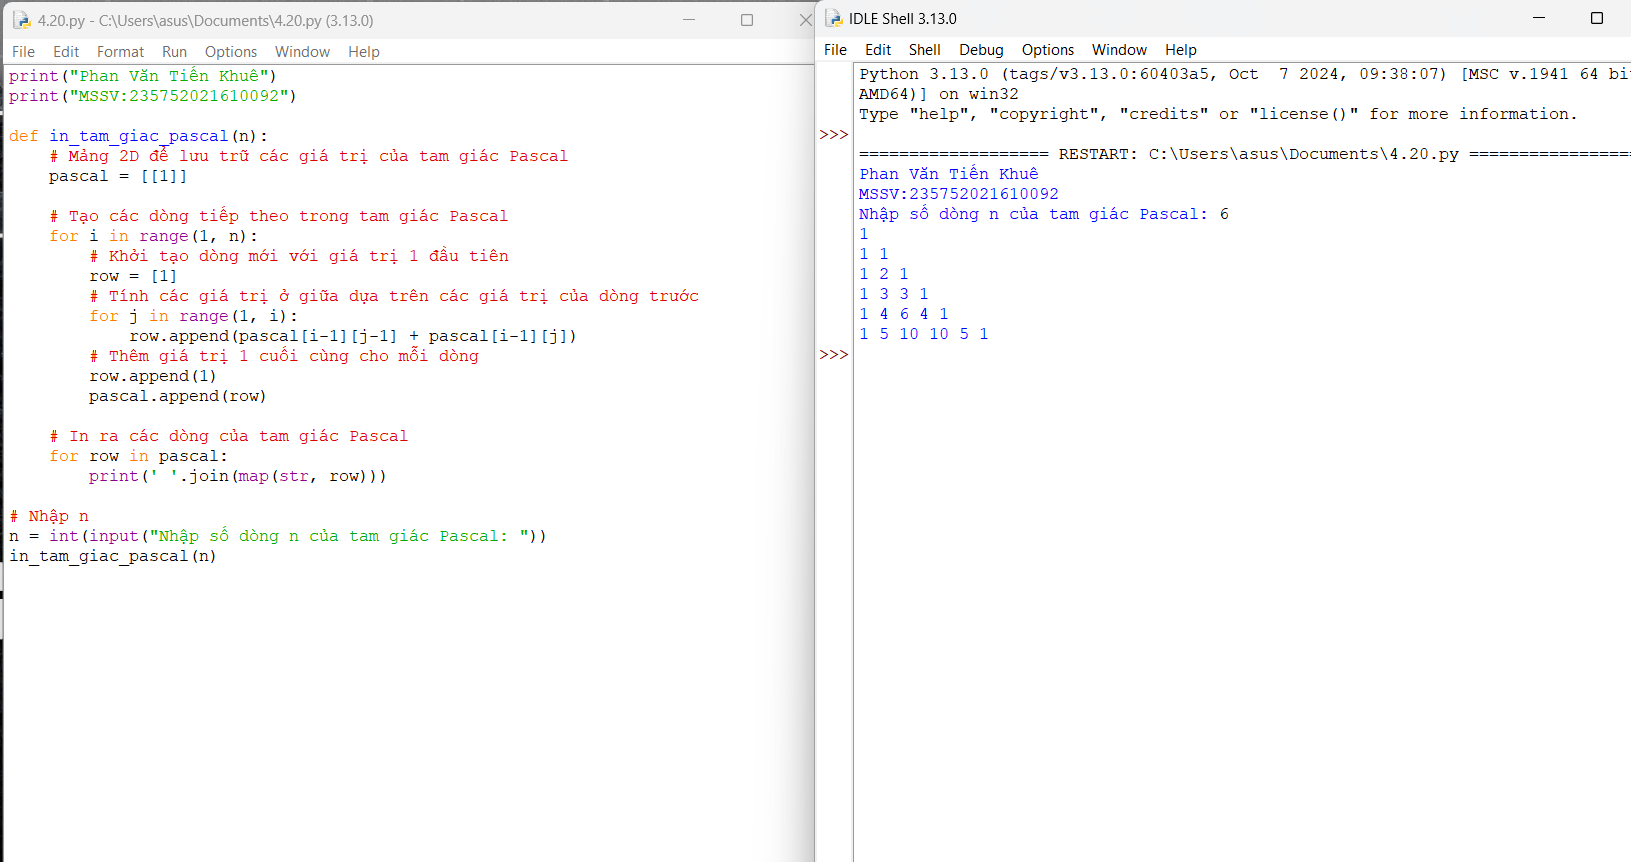 4.20.py - C:\Users\asus\Documents\4.20.py (3.13.0)
File Edit Format Run Options Window Help
print("Phan Văn Tiến Khuê")
print("MSSV:235752021610092")

def in_tam_giac_pascal(n):
    # Mảng 2D để lưu trữ các giá trị của tam giác Pascal
    pascal = [[1]]

    # Tạo các dòng tiếp theo trong tam giác Pascal
    for i in range(1, n):
        # Khởi tạo dòng mới với giá trị 1 đầu tiên
        row = [1]
        # Tính các giá trị ở giữa dựa trên các giá trị của dòng trước
        for j in range(1, i):
            row.append(pascal[i-1][j-1] + pascal[i-1][j])
        # Thêm giá trị 1 cuối cùng cho mỗi dòng
        row.append(1)
        pascal.append(row)

    # In ra các dòng của tam giác Pascal
    for row in pascal:
        print(' '.join(map(str, row)))

# Nhập n
n = int(input("Nhập số dòng n của tam giác Pascal: "))
in_tam_giac_pascal(n)
IDLE Shell 3.13.0
File Edit Shell Debug Options Window Help
Python 3.13.0 (tags/v3.13.0:60403a5, Oct  7 2024, 09:38:07) [MSC v.1941 64 bi
AMD64)] on win32
Type "help", "copyright", "credits" or "license()" for more information.
>>>
=================== RESTART: C:\Users\asus\Documents\4.20.py =================
Phan Văn Tiến Khuê
MSSV:235752021610092
Nhập số dòng n của tam giác Pascal: 6
1
1 1
1 2 1
1 3 3 1
1 4 6 4 1
1 5 10 10 5 1
>>>